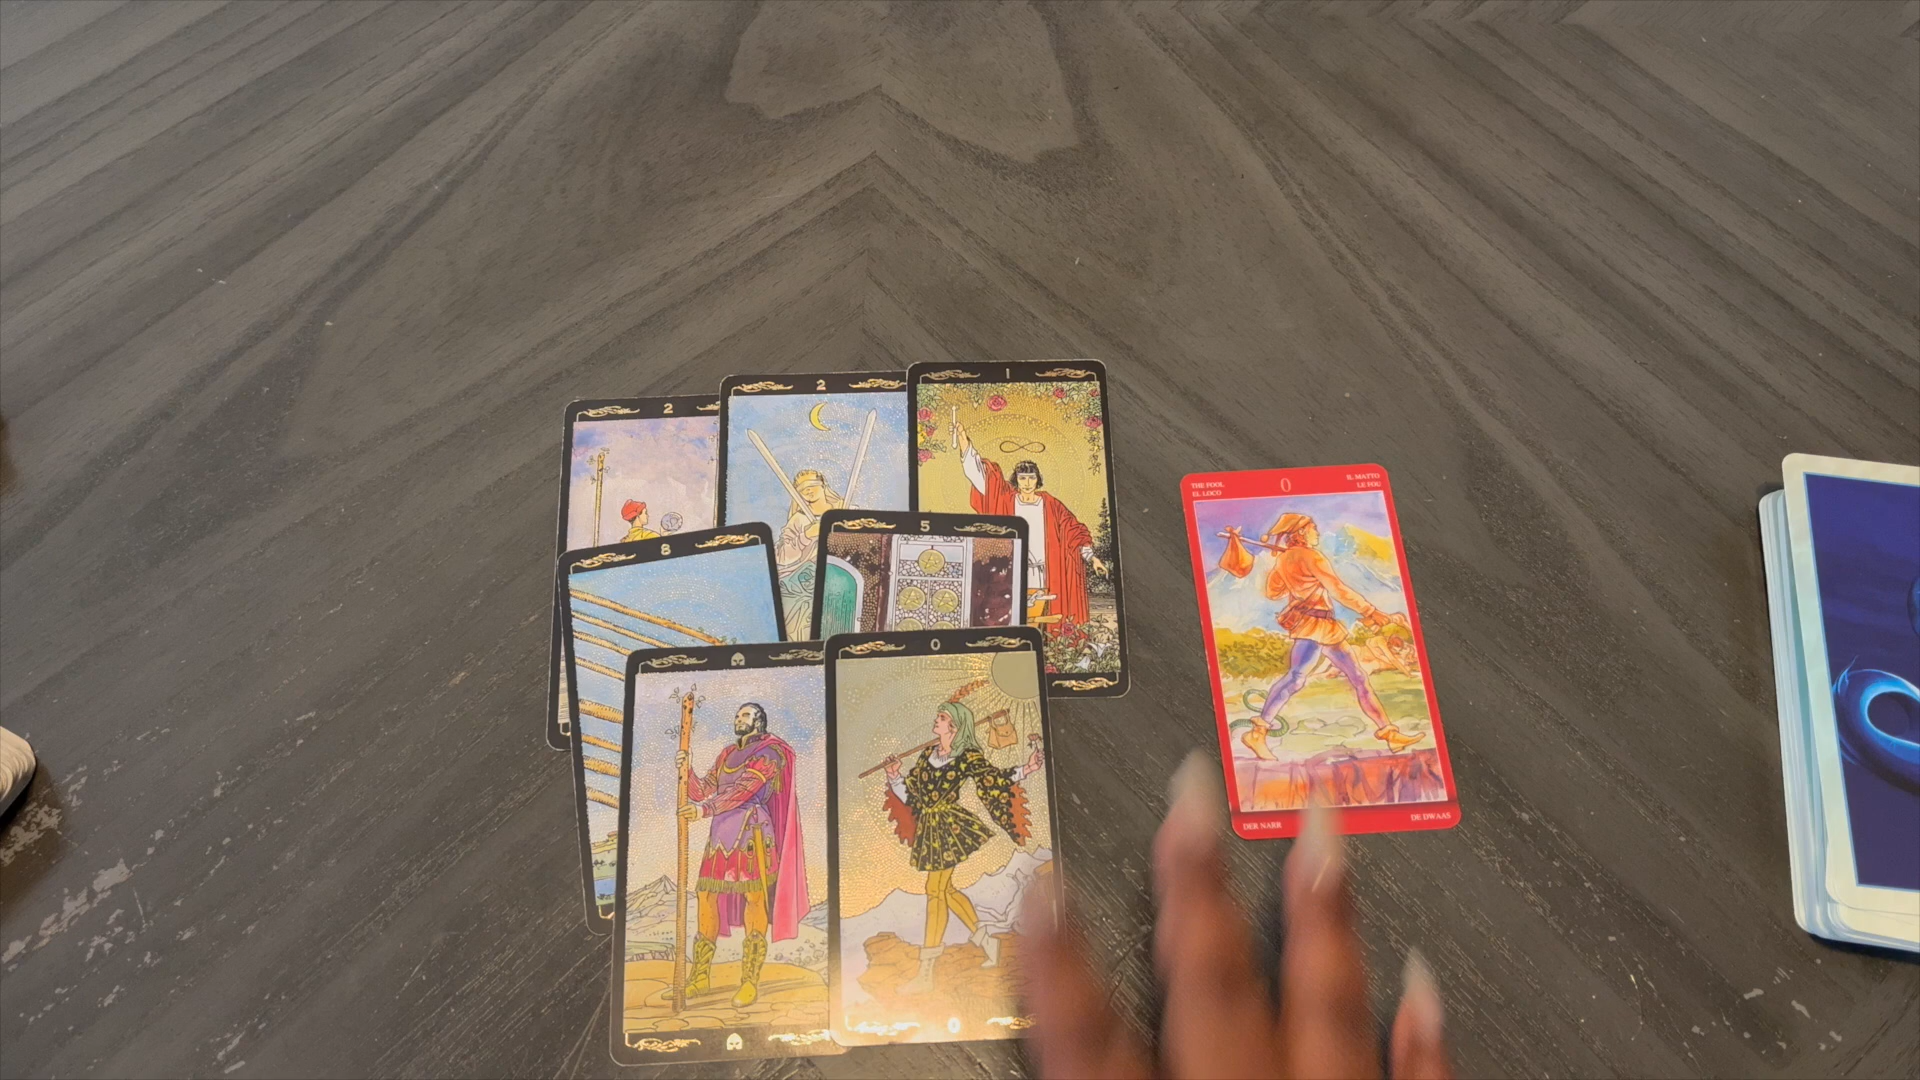 2
2
1
8
5
0
0
THE FOOL
EL LOCO
0
IL MATTO
LE FOU
DER NARR
DE DWAAS